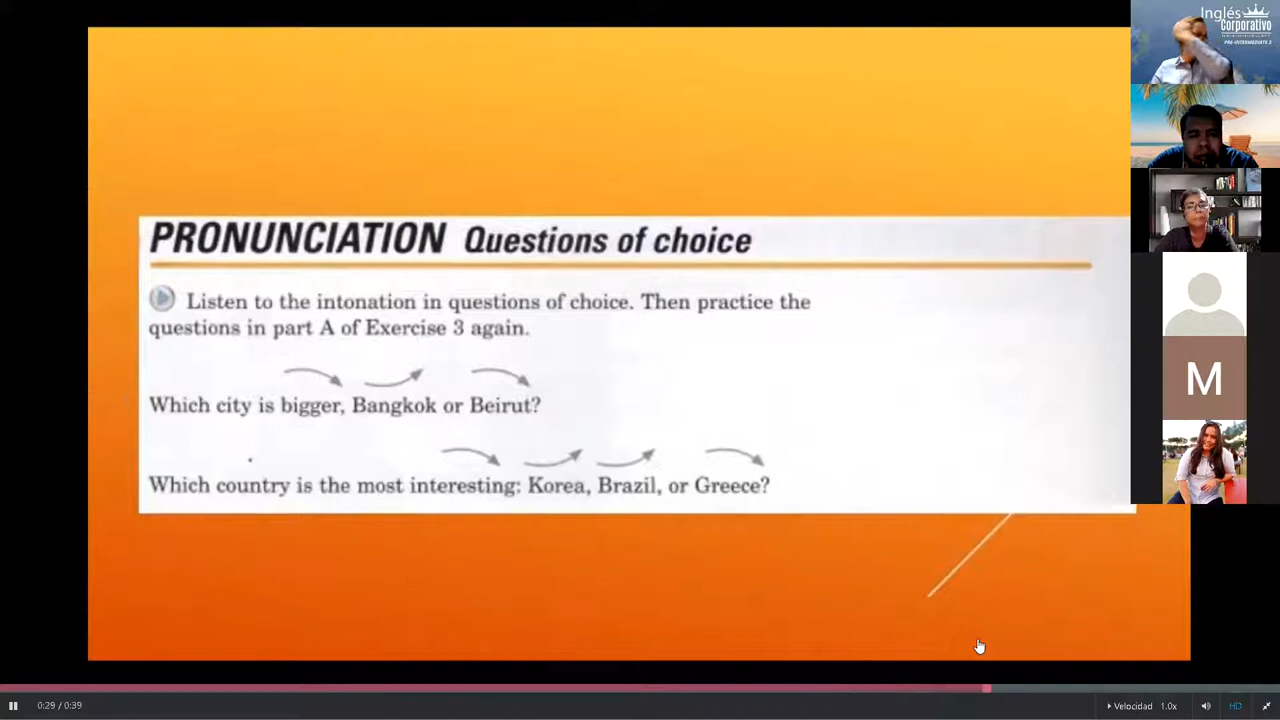 Inglés
Corporativo
PRE-INTERMEDIATE 2
PRONUNCIATION Questions of choice
Listen to the intonation in questions of choice. Then practice the
questions in part A of Exercise 3 again.
Which city is bigger, Bangkok or Beirut?
Which country is the most interesting: Korea, Brazil, or Greece?
M
0:29 / 0:39
Velocidad 1.0x
HD